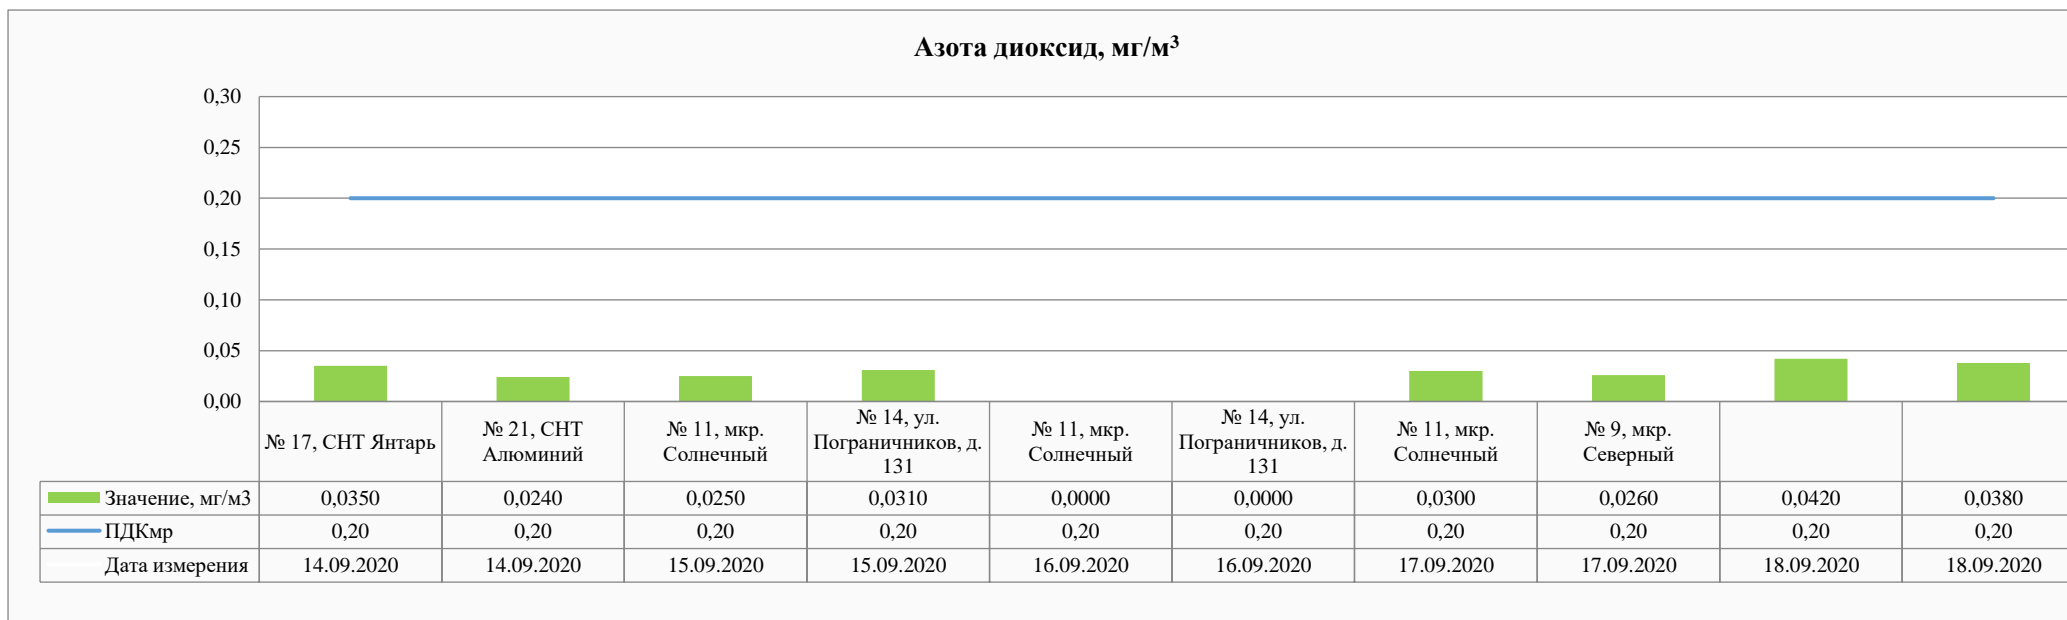 Азота диоксид, мг/м³
0,30
0,25
0,20
0,15
0,10
0,05
0,00
№ 17, СНТ Янтарь
№ 21, СНТ
Алюминий
№ 11, мкр.
Солнечный
№ 14, ул.
Пограничников, д.
131
№ 11, мкр.
Солнечный
№ 14, ул.
Пограничников, д.
131
№ 11, мкр.
Солнечный
№ 9, мкр.
Северный
Значение, мг/м3 0,0350 0,0240 0,0250 0,0310 0,0000 0,0000 0,0300 0,0260 0,0420 0,0380
ПДКмр 0,20 0,20 0,20 0,20 0,20 0,20 0,20 0,20 0,20 0,20
Дата измерения 14.09.2020 14.09.2020 15.09.2020 15.09.2020 16.09.2020 16.09.2020 17.09.2020 17.09.2020 18.09.2020 18.09.2020